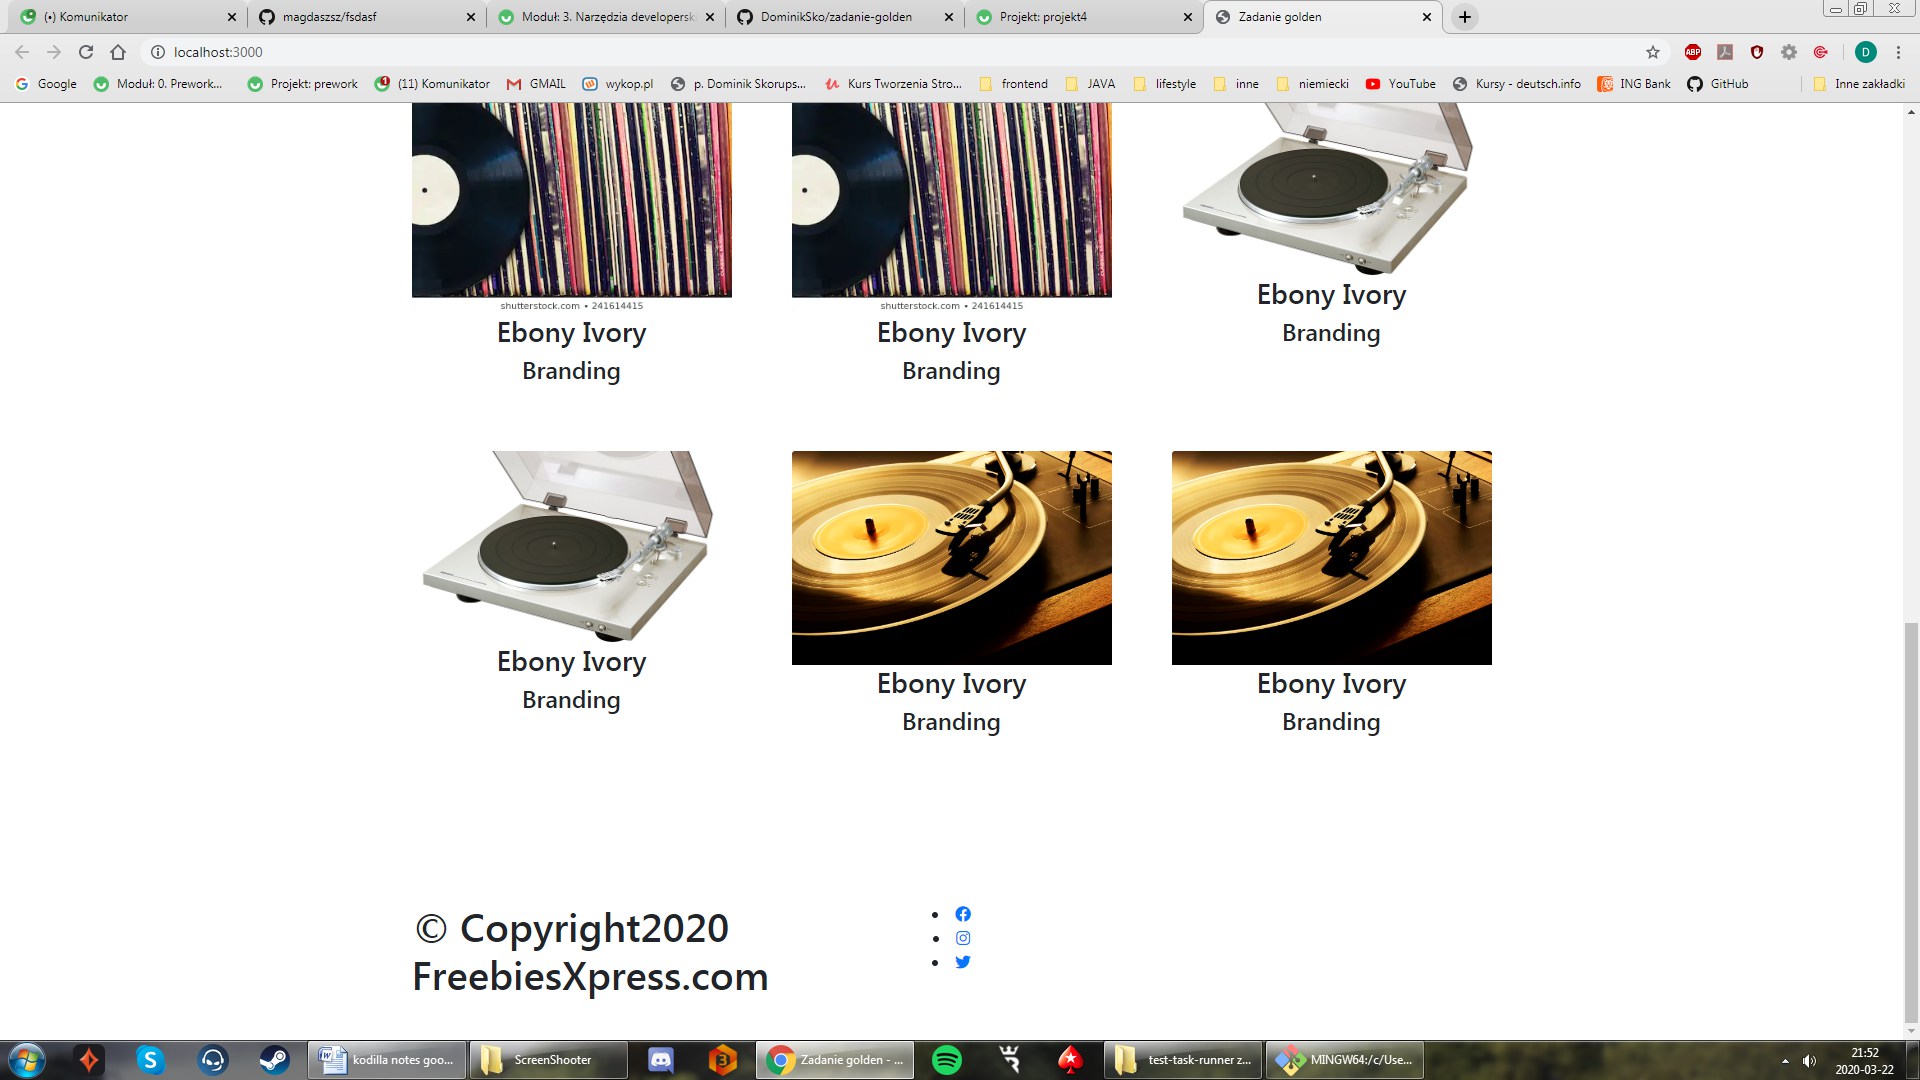 (•) Komunikator
magdaszsz/fsdasf
Moduł: 3. Narzędzia developersk
DominikSko/zadanie-golden
Projekt: projekt4
Zadanie golden
localhost:3000
ABP
D
Google
Moduł: 0. Prework...
Projekt: prework
(11) Komunikator
GMAIL
wykop.pl
p. Dominik Skorups...
Kurs Tworzenia Stro...
frontend
JAVA
lifestyle
inne
niemiecki
YouTube
Kursy - deutsch.info
ING Bank
GitHub
Inne zakładki
shutterstock.com • 241614415
shutterstock.com • 241614415
Ebony Ivory
Branding
Ebony Ivory
Branding
Ebony Ivory
Branding
Ebony Ivory
Branding
Ebony Ivory
Branding
Ebony Ivory
Branding
© Copyright2020
FreebiesXpress.com
kodilla notes goo...
ScreenShooter
3
Zadanie golden - ...
test-task-runner z...
MINGW64:/c/Use...
21:52
2020-03-22